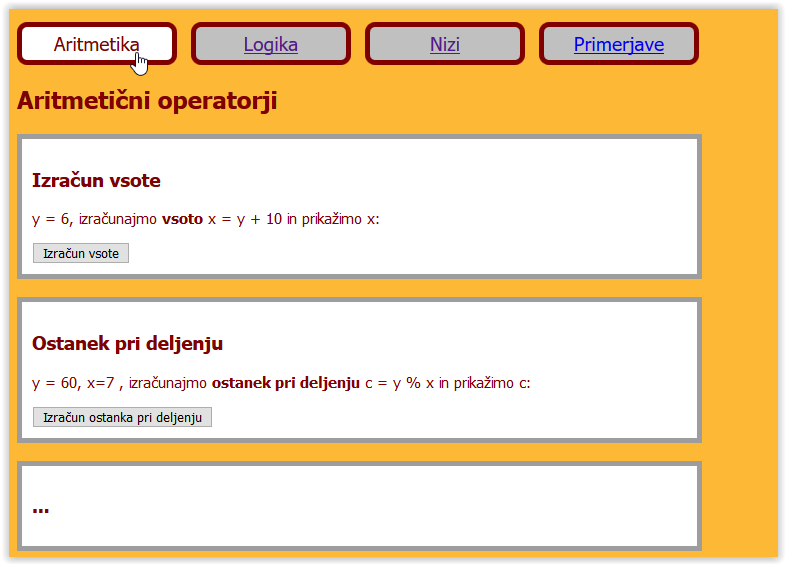 Aritmetika Logika Nizi Primerjave
Aritmetični operatorji
Izračun vsote
y = 6, izračunajmo vsoto x = y + 10 in prikažimo x:
Izračun vsote
Ostanek pri deljenju
y = 60, x=7 , izračunajmo ostanek pri deljenju c = y % x in prikažimo c:
Izračun ostanka pri deljenju
...